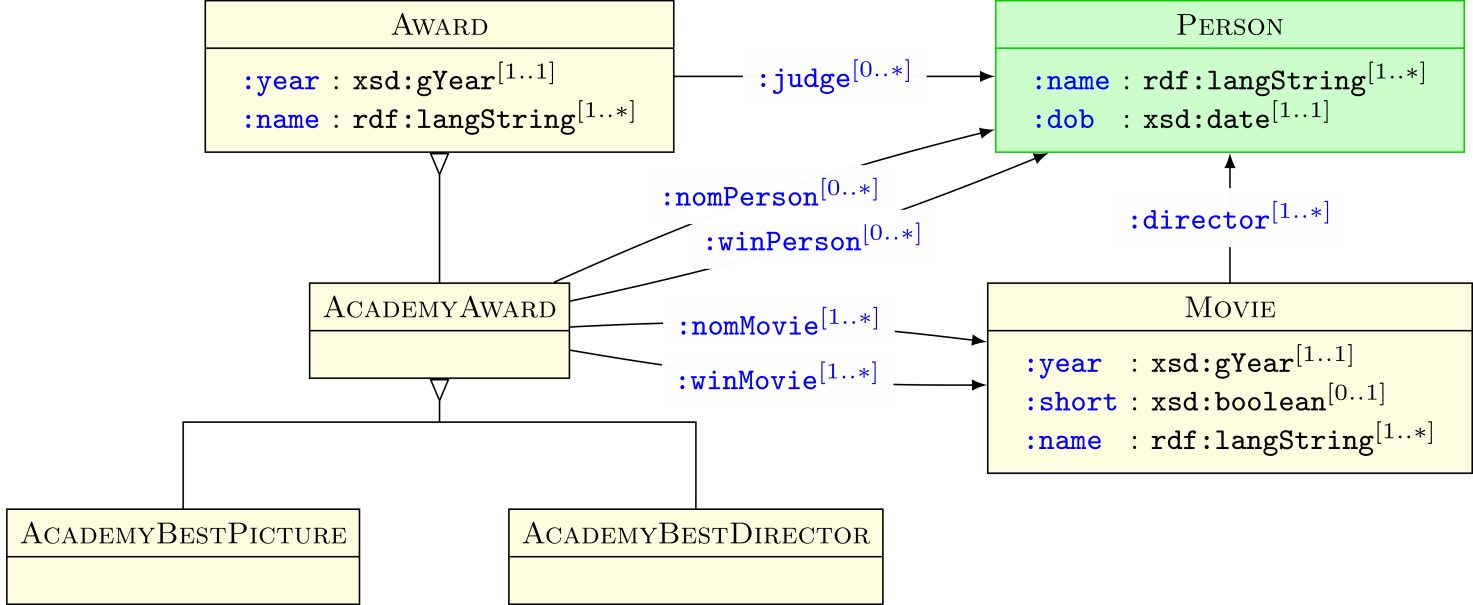 AWARD
:year : xsd:gYear[1..1]
:name : rdf:langString[1..*]
:judge[0..*]
PERSON
:name : rdf:langString[1..*]
:dob : xsd:date[1..1]
:nomPerson[0..*]
:winPerson[0..*]
:director[1..*]
ACADEMYAWARD
:nomMovie[1..*]
:winMovie[1..*]
MOVIE
:year : xsd:gYear[1..1]
:short : xsd:boolean[0..1]
:name : rdf:langString[1..*]
ACADEMYBESTPICTURE
ACADEMYBESTDIRECTOR